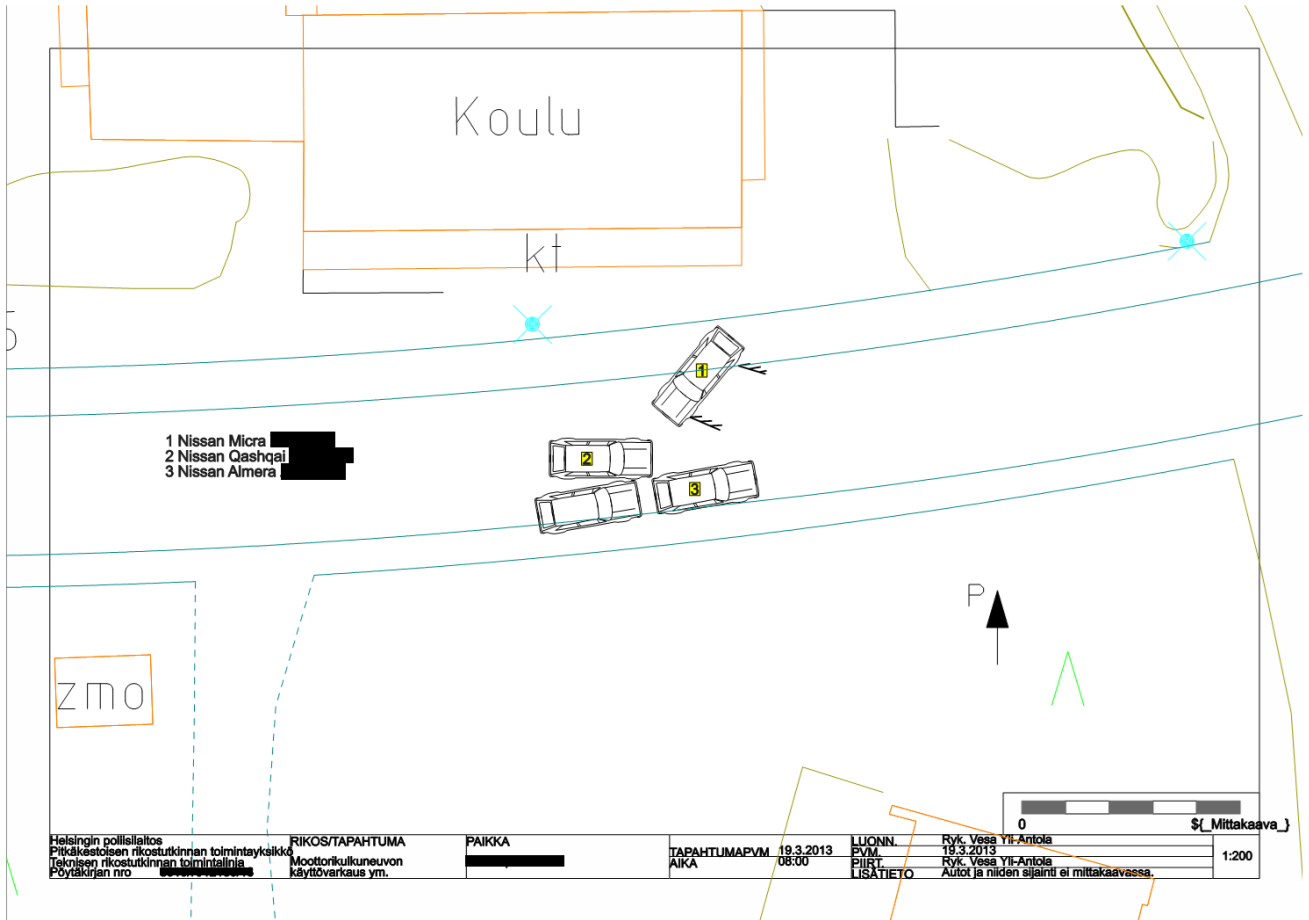 Koulu
kt
1 Nissan Micra
2 Nissan Qashqai
3 Nissan Almera
1
2
3
P
zmo
0 ${_Mittakaava_}
Helsingin poliisilaitos
Pitkäkestoisen rikostutkinnan toimintayksikkö
Teknisen rikostutkinnan toimintalinja
Pöytäkirjan nro
RIKOS/TAPAHTUMA
Moottorikulkuneuvon
käyttövarkaus ym.
PAIKKA
TAPAHTUMAPVM 19.3.2013
AIKA 08:00
LUONN. Ryk. Vesa Yli-Antola
PVM. 19.3.2013
PIIRT. Ryk. Vesa Yli-Antola
LISÄTIETO Autot ja niiden sijainti ei mittakaavassa.
1:200